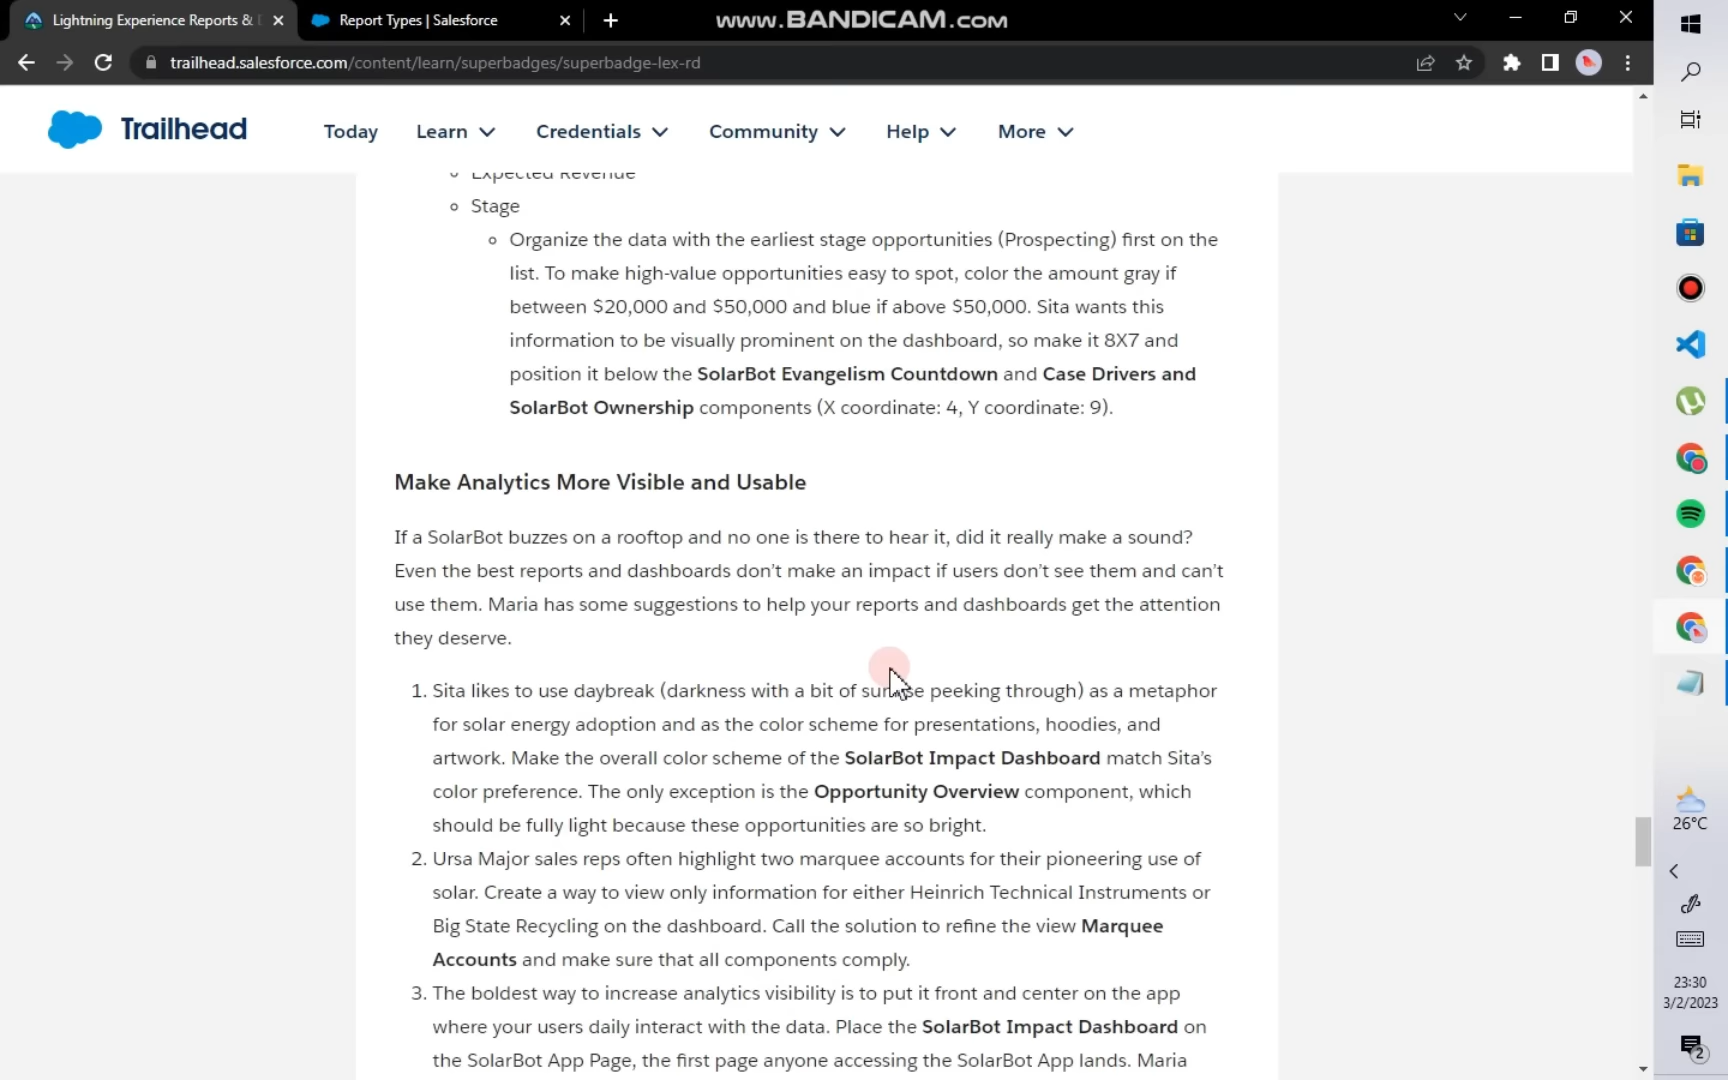 Lightning Experience Reports & D
Report Types | Salesforce
www.BANDICAM.com
trailhead.salesforce.com/content/learn/superbadges/superbadge-lex-rd
Trailhead
Today
Learn
Credentials
Community
Help
More
Expected Revenue
Stage
Organize the data with the earliest stage opportunities (Prospecting) first on the
list. To make high-value opportunities easy to spot, color the amount gray if
between $20,000 and $50,000 and blue if above $50,000. Sita wants this
information to be visually prominent on the dashboard, so make it 8X7 and
position it below the SolarBot Evangelism Countdown and Case Drivers and
SolarBot Ownership components (X coordinate: 4, Y coordinate: 9).
Make Analytics More Visible and Usable
If a SolarBot buzzes on a rooftop and no one is there to hear it, did it really make a sound?
Even the best reports and dashboards don’t make an impact if users don’t see them and can’t
use them. Maria has some suggestions to help your reports and dashboards get the attention
they deserve.
1. Sita likes to use daybreak (darkness with a bit of sunrise peeking through) as a metaphor
for solar energy adoption and as the color scheme for presentations, hoodies, and
artwork. Make the overall color scheme of the SolarBot Impact Dashboard match Sita’s
color preference. The only exception is the Opportunity Overview component, which
should be fully light because these opportunities are so bright.
2. Ursa Major sales reps often highlight two marquee accounts for their pioneering use of
solar. Create a way to view only information for either Heinrich Technical Instruments or
Big State Recycling on the dashboard. Call the solution to refine the view Marquee
Accounts and make sure that all components comply.
3. The boldest way to increase analytics visibility is to put it front and center on the app
where your users daily interact with the data. Place the SolarBot Impact Dashboard on
the SolarBot App Page, the first page anyone accessing the SolarBot App lands. Maria
26°C
23:30
3/2/2023
2